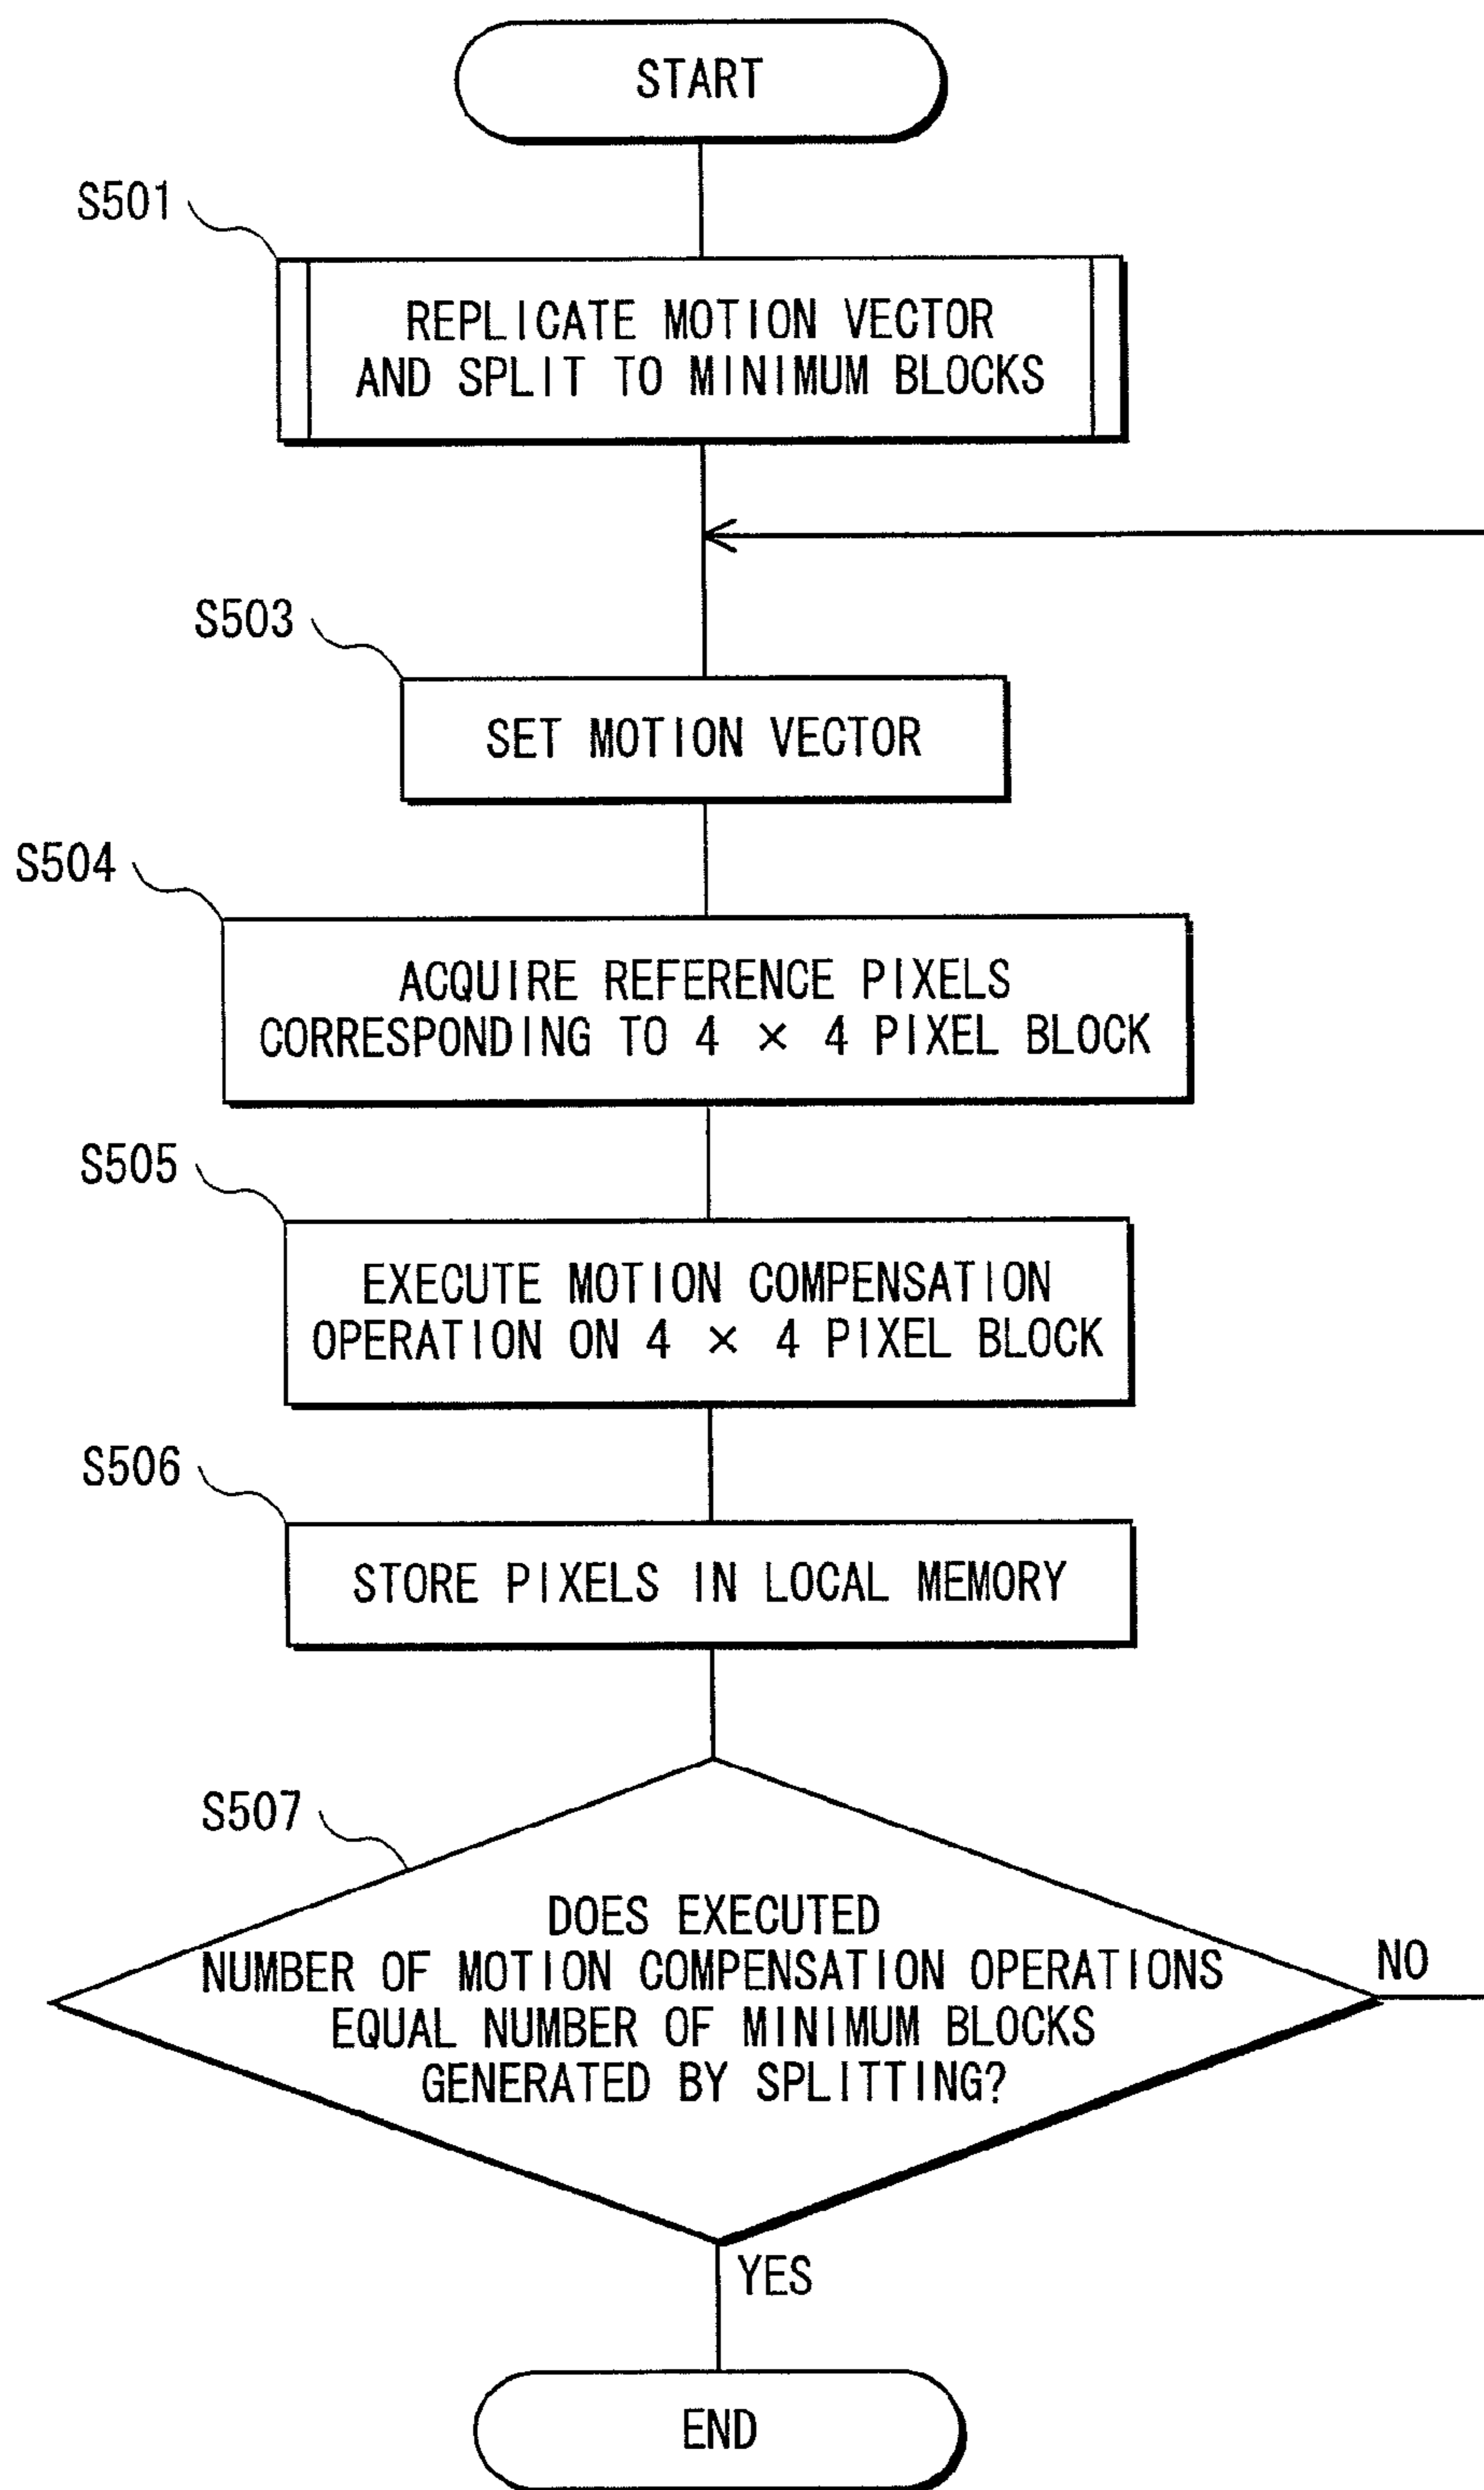 START
S501
REPLICATE MOTION VECTOR
AND SPLIT TO MINIMUM BLOCKS
S503
SET MOTION VECTOR
S504
ACQUIRE REFERENCE PIXELS
CORRESPONDING TO 4 × 4 PIXEL BLOCK
S505
EXECUTE MOTION COMPENSATION
OPERATION ON 4 × 4 PIXEL BLOCK
S506
STORE PIXELS IN LOCAL MEMORY
S507
DOES EXECUTED
NUMBER OF MOTION COMPENSATION OPERATIONS
EQUAL NUMBER OF MINIMUM BLOCKS
GENERATED BY SPLITTING?
NO
YES
END